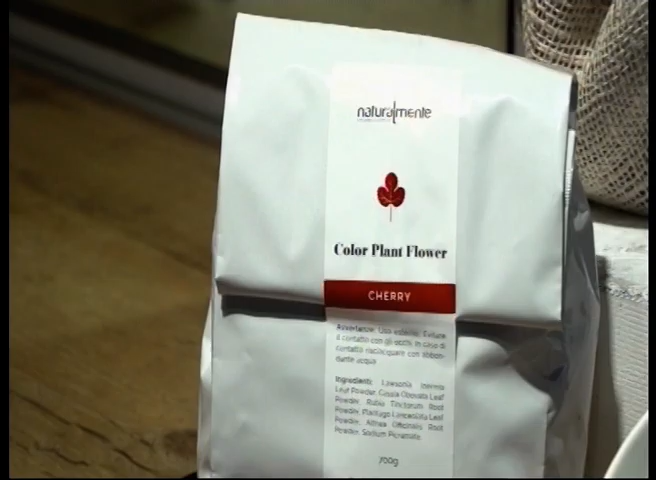 naturalmente
Color Plant Flower
CHERRY
Avvertenze: Uso esterno. Evitare
il contatto con gli occhi. In caso di
contatto risciacquare con abbon-
dante acqua.
Ingredienti: Lawsonia Inermis
Leaf Powder, Cassia Obovata Leaf
Powder, Rubia Tinctorum Root
Powder, Plantago Lanceolata Leaf
Powder, Althea Officinalis Root
Powder, Sodium Picramate.
700g